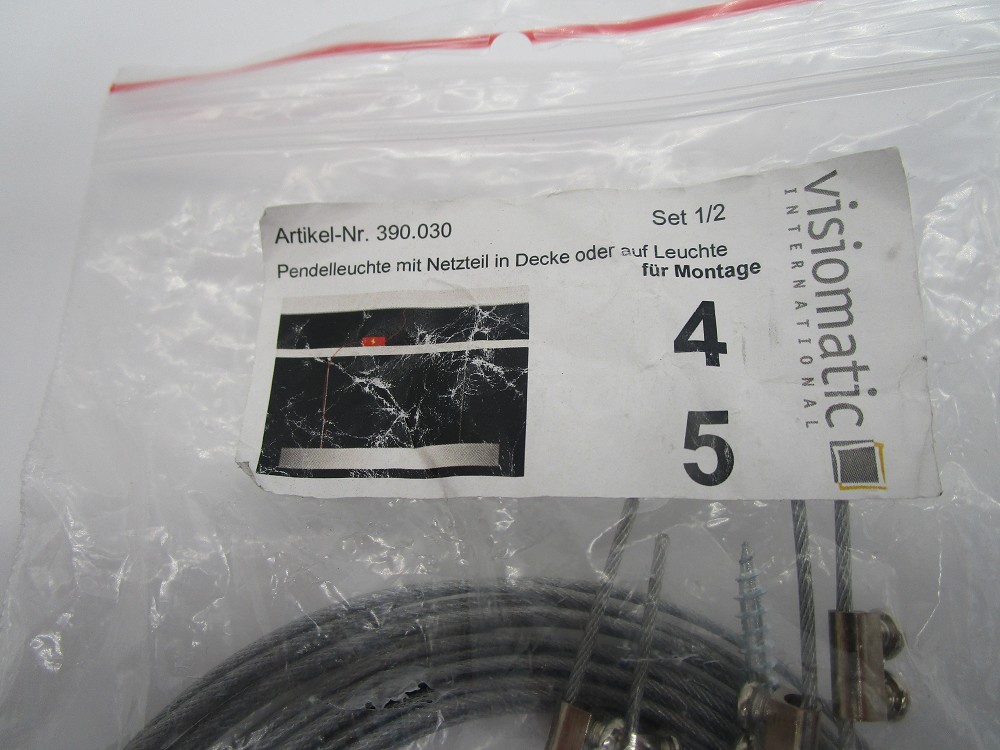 Artikel-Nr. 390.030
Set 1/2
Pendelleuchte mit Netzteil in Decke oder auf Leuchte
für Montage
4
5
visiomatic
INTERNATIONAL